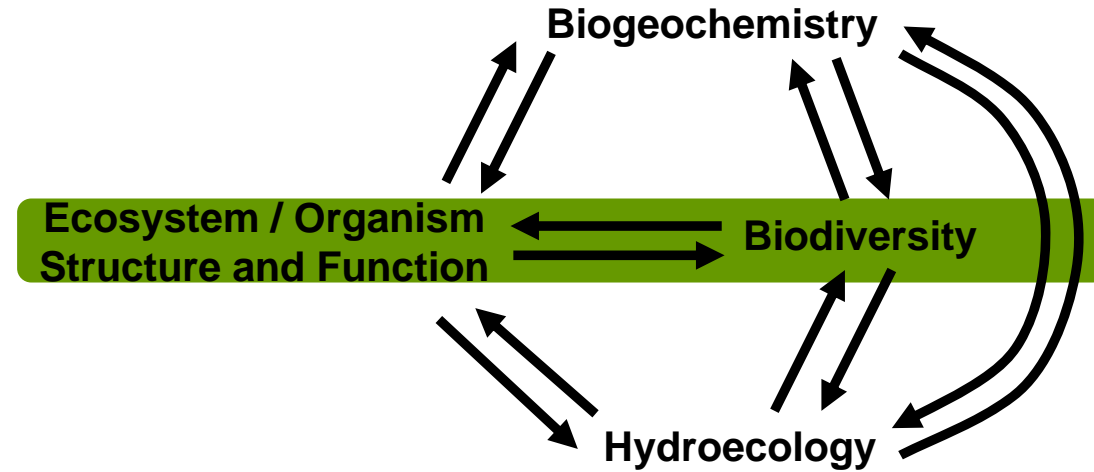 Biogeochemistry
Ecosystem / Organism
Structure and Function
Biodiversity
Hydroecology